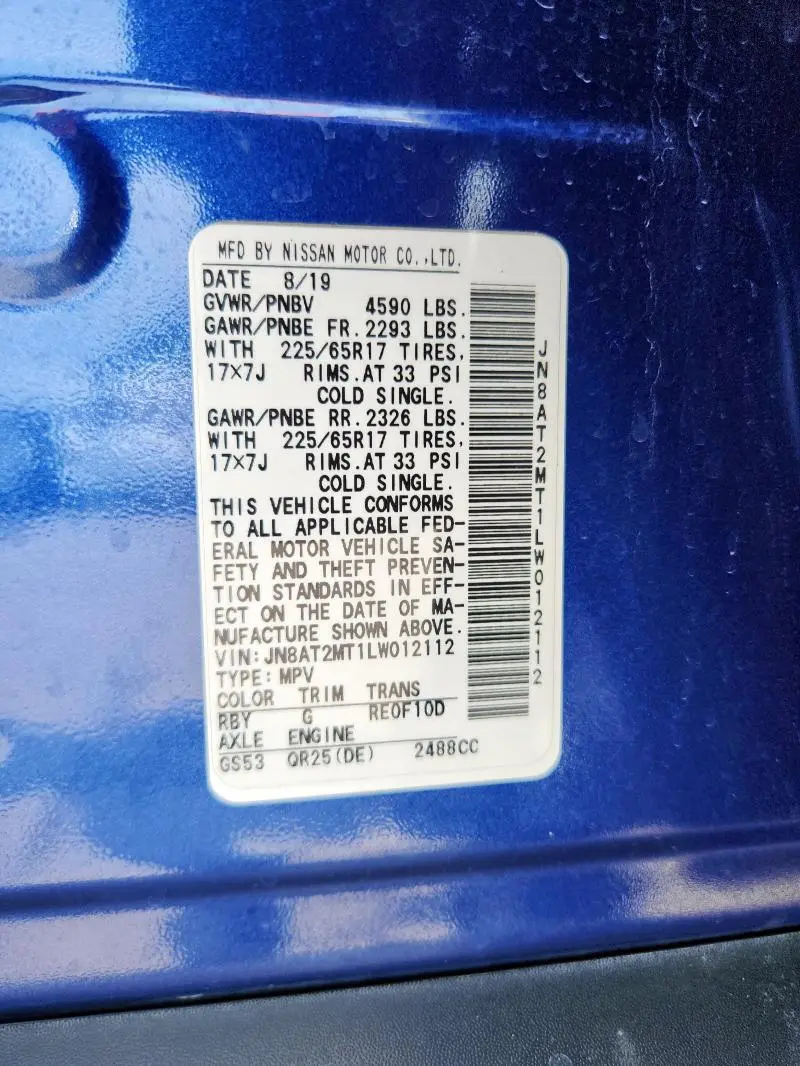 MFD BY NISSAN MOTOR CO.,LTD.
DATE 8/19
GVWR/PNBV 4590 LBS.
GAWR/PNBE FR.2293 LBS.
WITH 225/65R17 TIRES,
17×7J RIMS.AT 33 PSI
COLD SINGLE.
GAWR/PNBE RR.2326 LBS.
WITH 225/65R17 TIRES,
17×7J RIMS.AT 33 PSI
COLD SINGLE.
THIS VEHICLE CONFORMS
TO ALL APPLICABLE FED-
ERAL MOTOR VEHICLE SA-
FETY AND THEFT PREVEN-
TION STANDARDS IN EFF-
ECT ON THE DATE OF MA-
NUFACTURE SHOWN ABOVE.
VIN:JN8AT2MT1LW012112
TYPE:MPV
COLOR TRIM TRANS
RBY G RE0F10D
AXLE ENGINE
GS53 QR25(DE) 2488CC
JN8AT2MT1LW012112